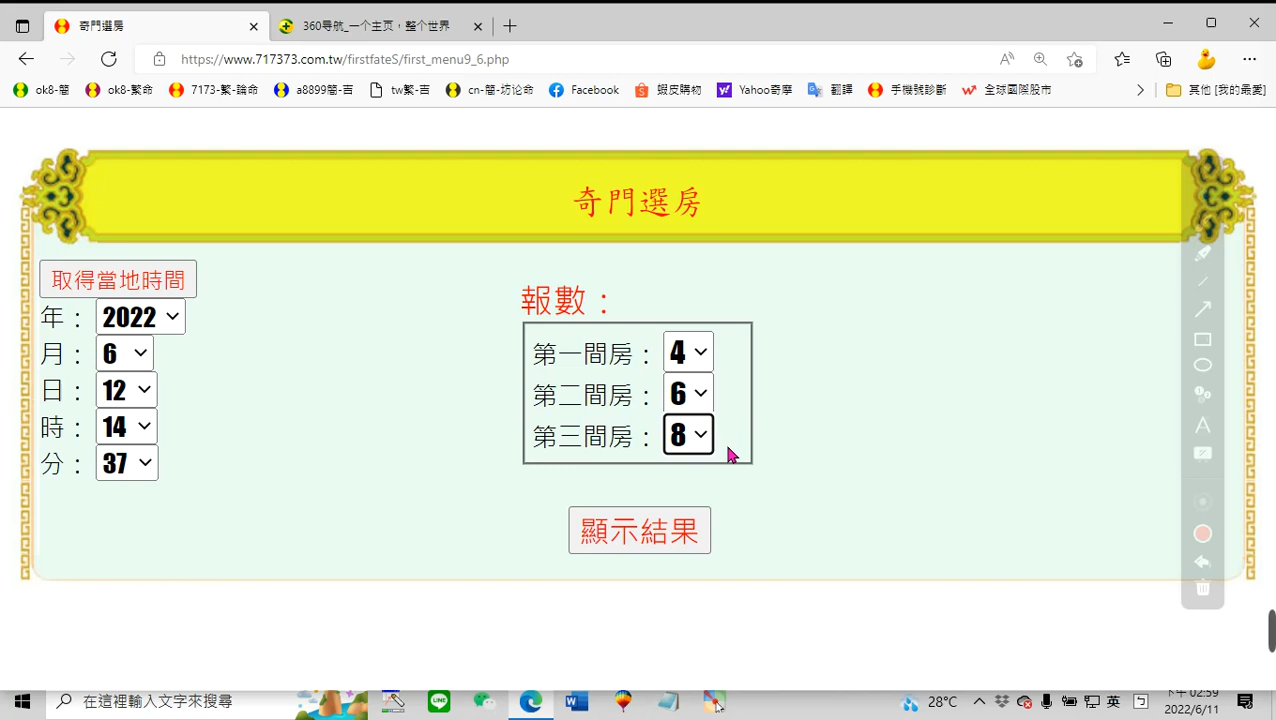 奇門選房
360导航_一个主页，整个世界
https://www.717373.com.tw/firstfateS/first_menu9_6.php
ok8-簡 ok8-繁命 7173-繁-論命 a8899簡-吉 tw繁-吉 cn-簡-坊论命 Facebook 蝦皮購物 Yahoo奇摩 翻譯 手機號診斷 全球國際股市 其他 [我的最愛]
奇門選房
取得當地時間
年： 2022
月： 6
日： 12
時： 14
分： 37
報數：
第一間房： 4
第二間房： 6
第三間房： 8
顯示結果
在這裡輸入文字來搜尋
28°C 英
下午 02:59
2022/6/11